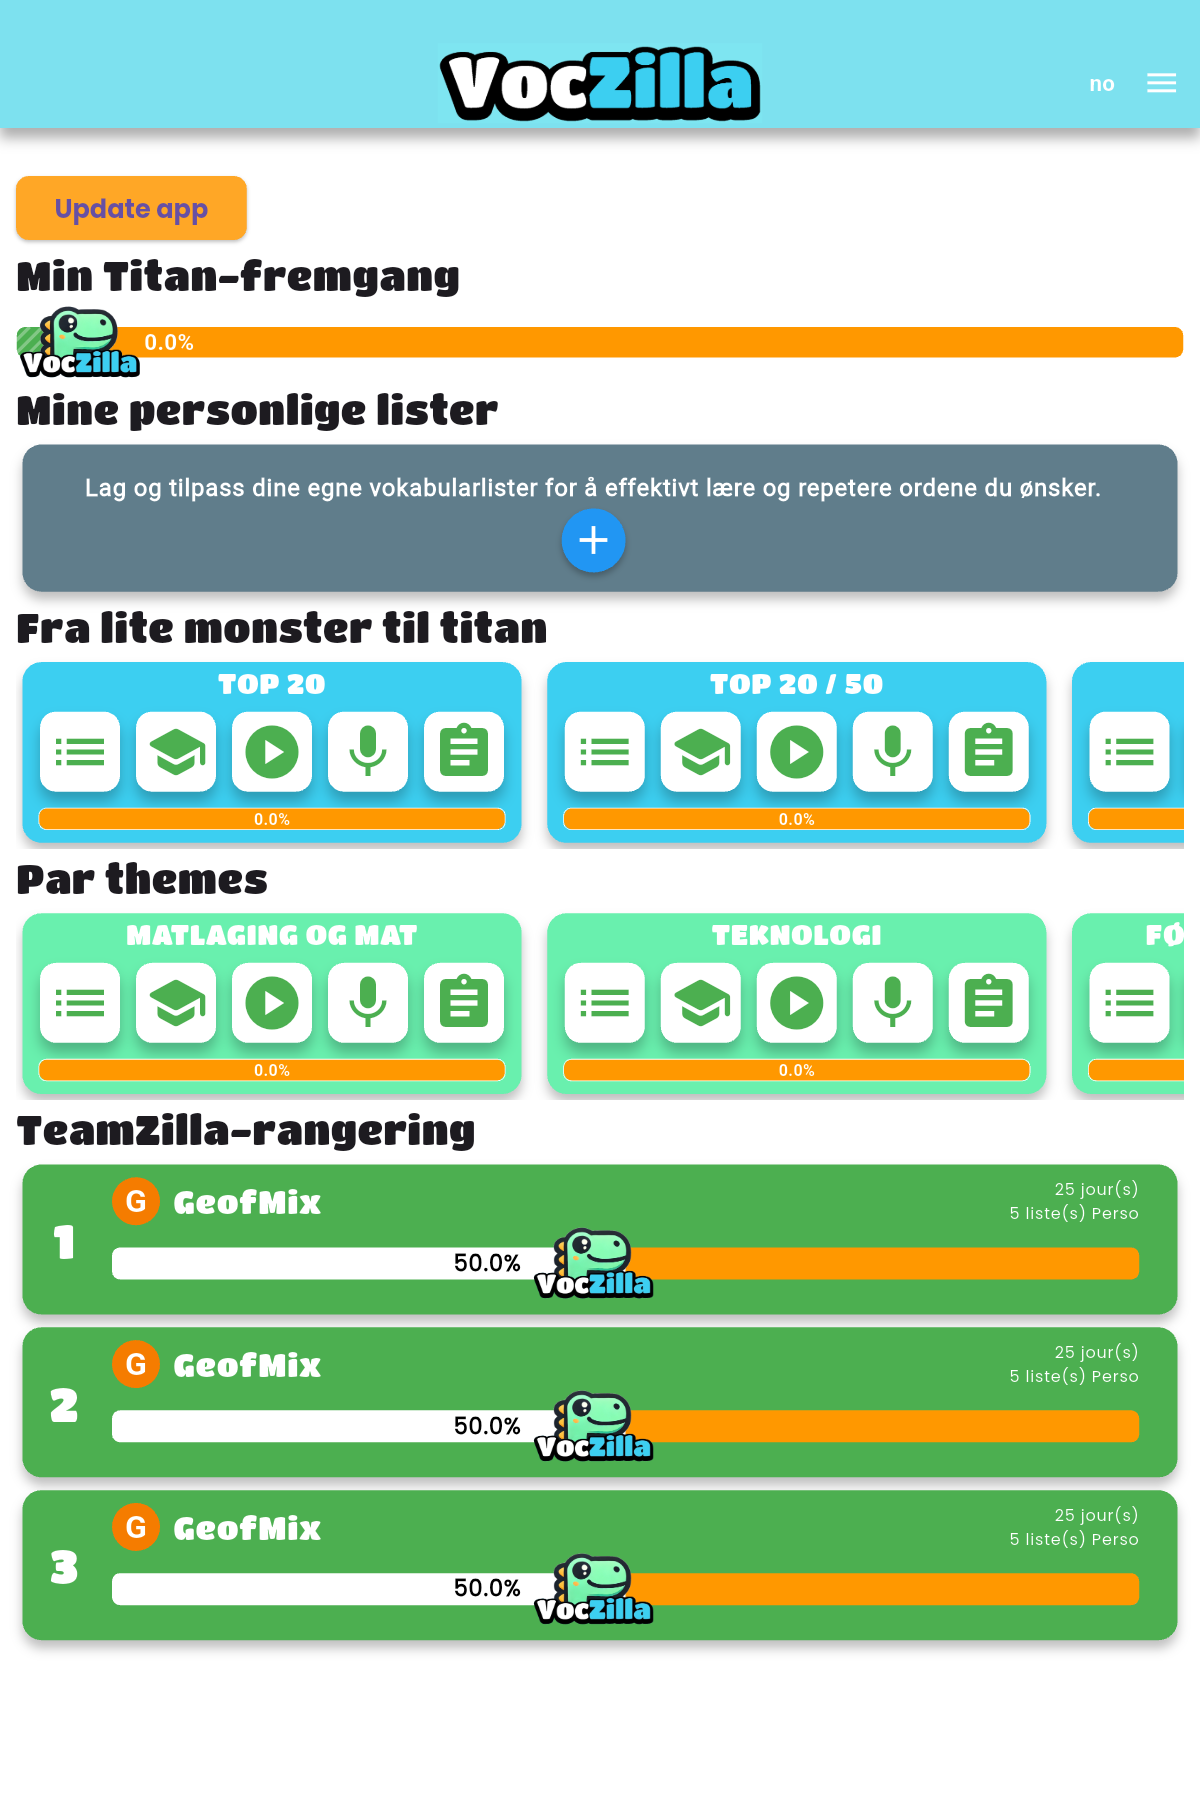 VocZilla
no
Update app
Min Titan-fremgang
0.0%
VocZilla
Mine personlige lister
Lag og tilpass dine egne vokabularlister for å effektivt lære og repetere ordene du ønsker.
Fra lite monster til titan
TOP 20
TOP 20 / 50
0.0%
0.0%
Par themes
MATLAGING OG MAT
TEKNOLOGI
FØ
0.0%
0.0%
TeamZilla-rangering
1
G
GeofMix
25 jour(s)
5 liste(s) Perso
50.0%
VocZilla
2
G
GeofMix
25 jour(s)
5 liste(s) Perso
50.0%
VocZilla
3
G
GeofMix
25 jour(s)
5 liste(s) Perso
50.0%
VocZilla